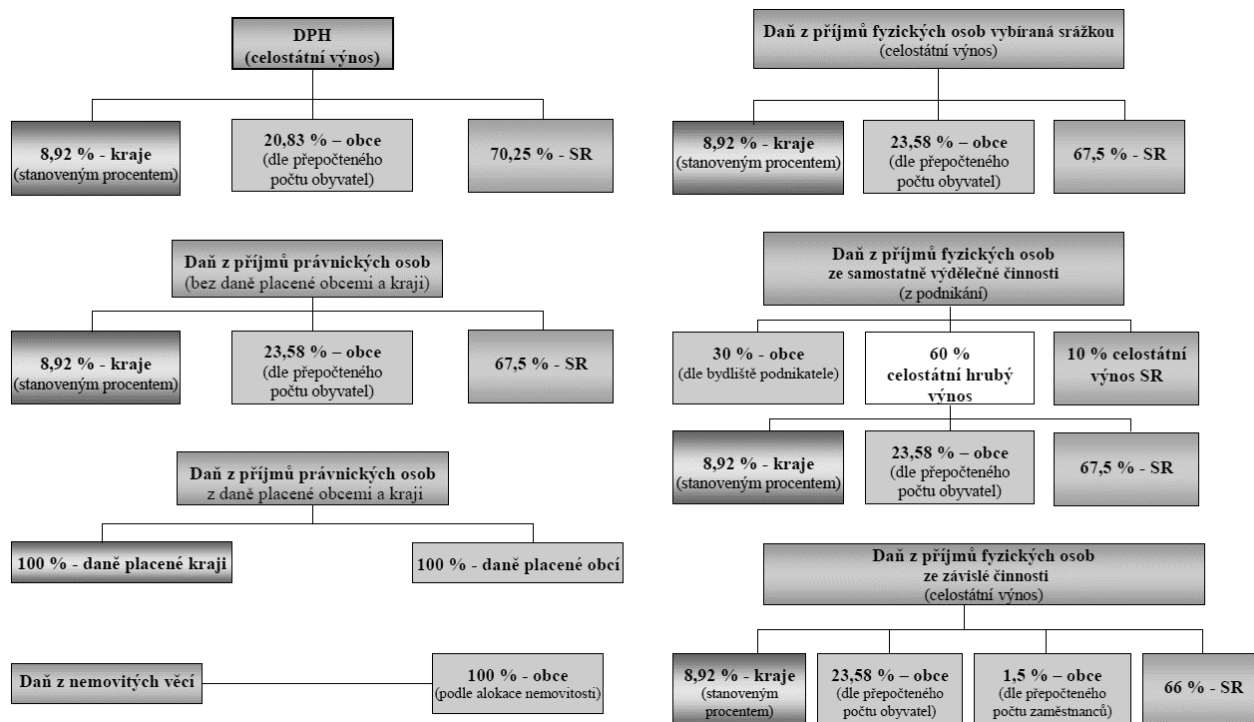 DPH
(celostátní výnos)
8,92 % - kraje
(stanoveným procentem)
20,83 % – obce
(dle přepočteného
počtu obyvatel)
70,25 % - SR
Daň z příjmů právnických osob
(bez daně placené obcemi a kraji)
8,92 % - kraje
(stanoveným procentem)
23,58 % – obce
(dle přepočteného
počtu obyvatel)
67,5 % - SR
Daň z příjmů právnických osob
z daně placené obcemi a kraji
100 % - daně placené kraji
100 % - daně placené obcí
Daň z nemovitých věcí
100 % - obce
(podle alokace nemovitosti)
Daň z příjmů fyzických osob vybíraná srážkou
(celostátní výnos)
8,92 % - kraje
(stanoveným procentem)
23,58 % – obce
(dle přepočteného
počtu obyvatel)
67,5 % - SR
Daň z příjmů fyzických osob
ze samostatně výdělečné činnosti
(z podnikání)
30 % - obce
(dle bydliště podnikatele)
60 %
celostátní hrubý
výnos
10 % celostátní
výnos SR
8,92 % - kraje
(stanoveným procentem)
23,58 % – obce
(dle přepočteného
počtu obyvatel)
67,5 % - SR
Daň z příjmů fyzických osob
ze závislé činnosti
(celostátní výnos)
8,92 % - kraje
(stanoveným
procentem)
23,58 % – obce
(dle přepočteného
počtu obyvatel)
1,5 % – obce
(dle přepočteného
počtu zaměstnanců)
66 % - SR